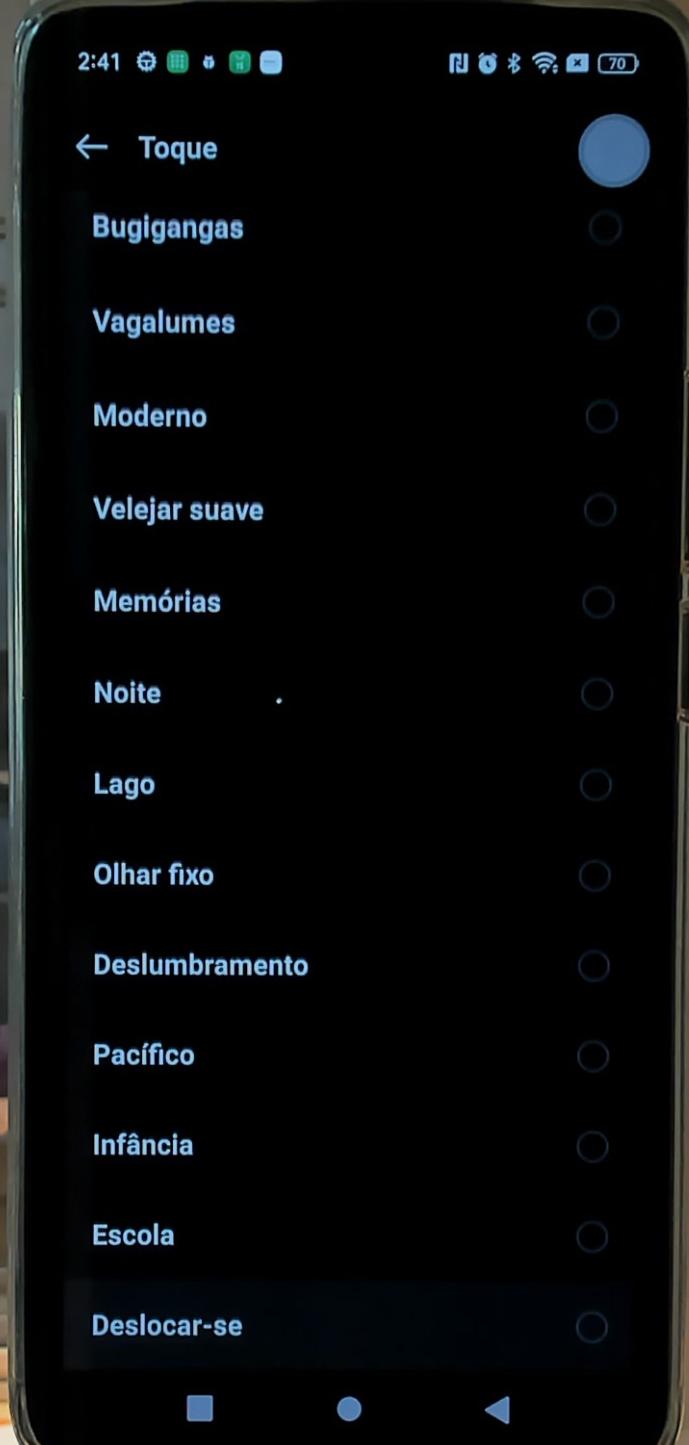 2:41 70
Toque
Bugigangas
Vagalumes
Moderno
Velejar suave
Memórias
Noite
Lago
Olhar fixo
Deslumbramento
Pacífico
Infância
Escola
Deslocar-se